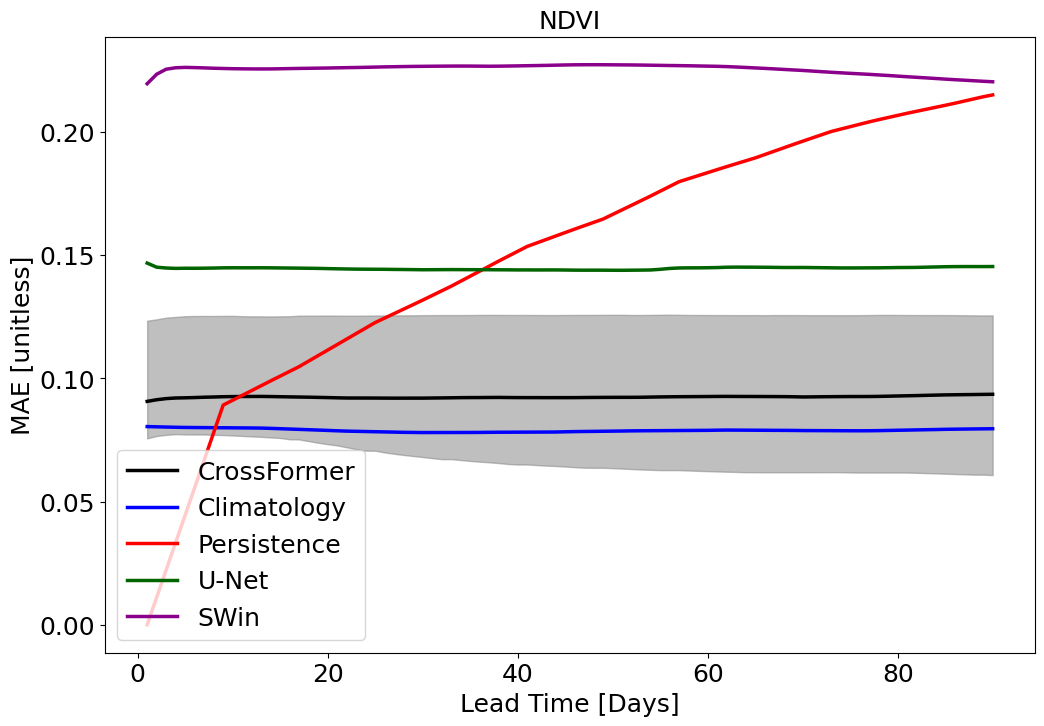 NDVI
MAE [unitless]
0.20
0.15
0.10
0.05
0.00
CrossFormer
Climatology
Persistence
U-Net
SWin
0 20 40 60 80
Lead Time [Days]